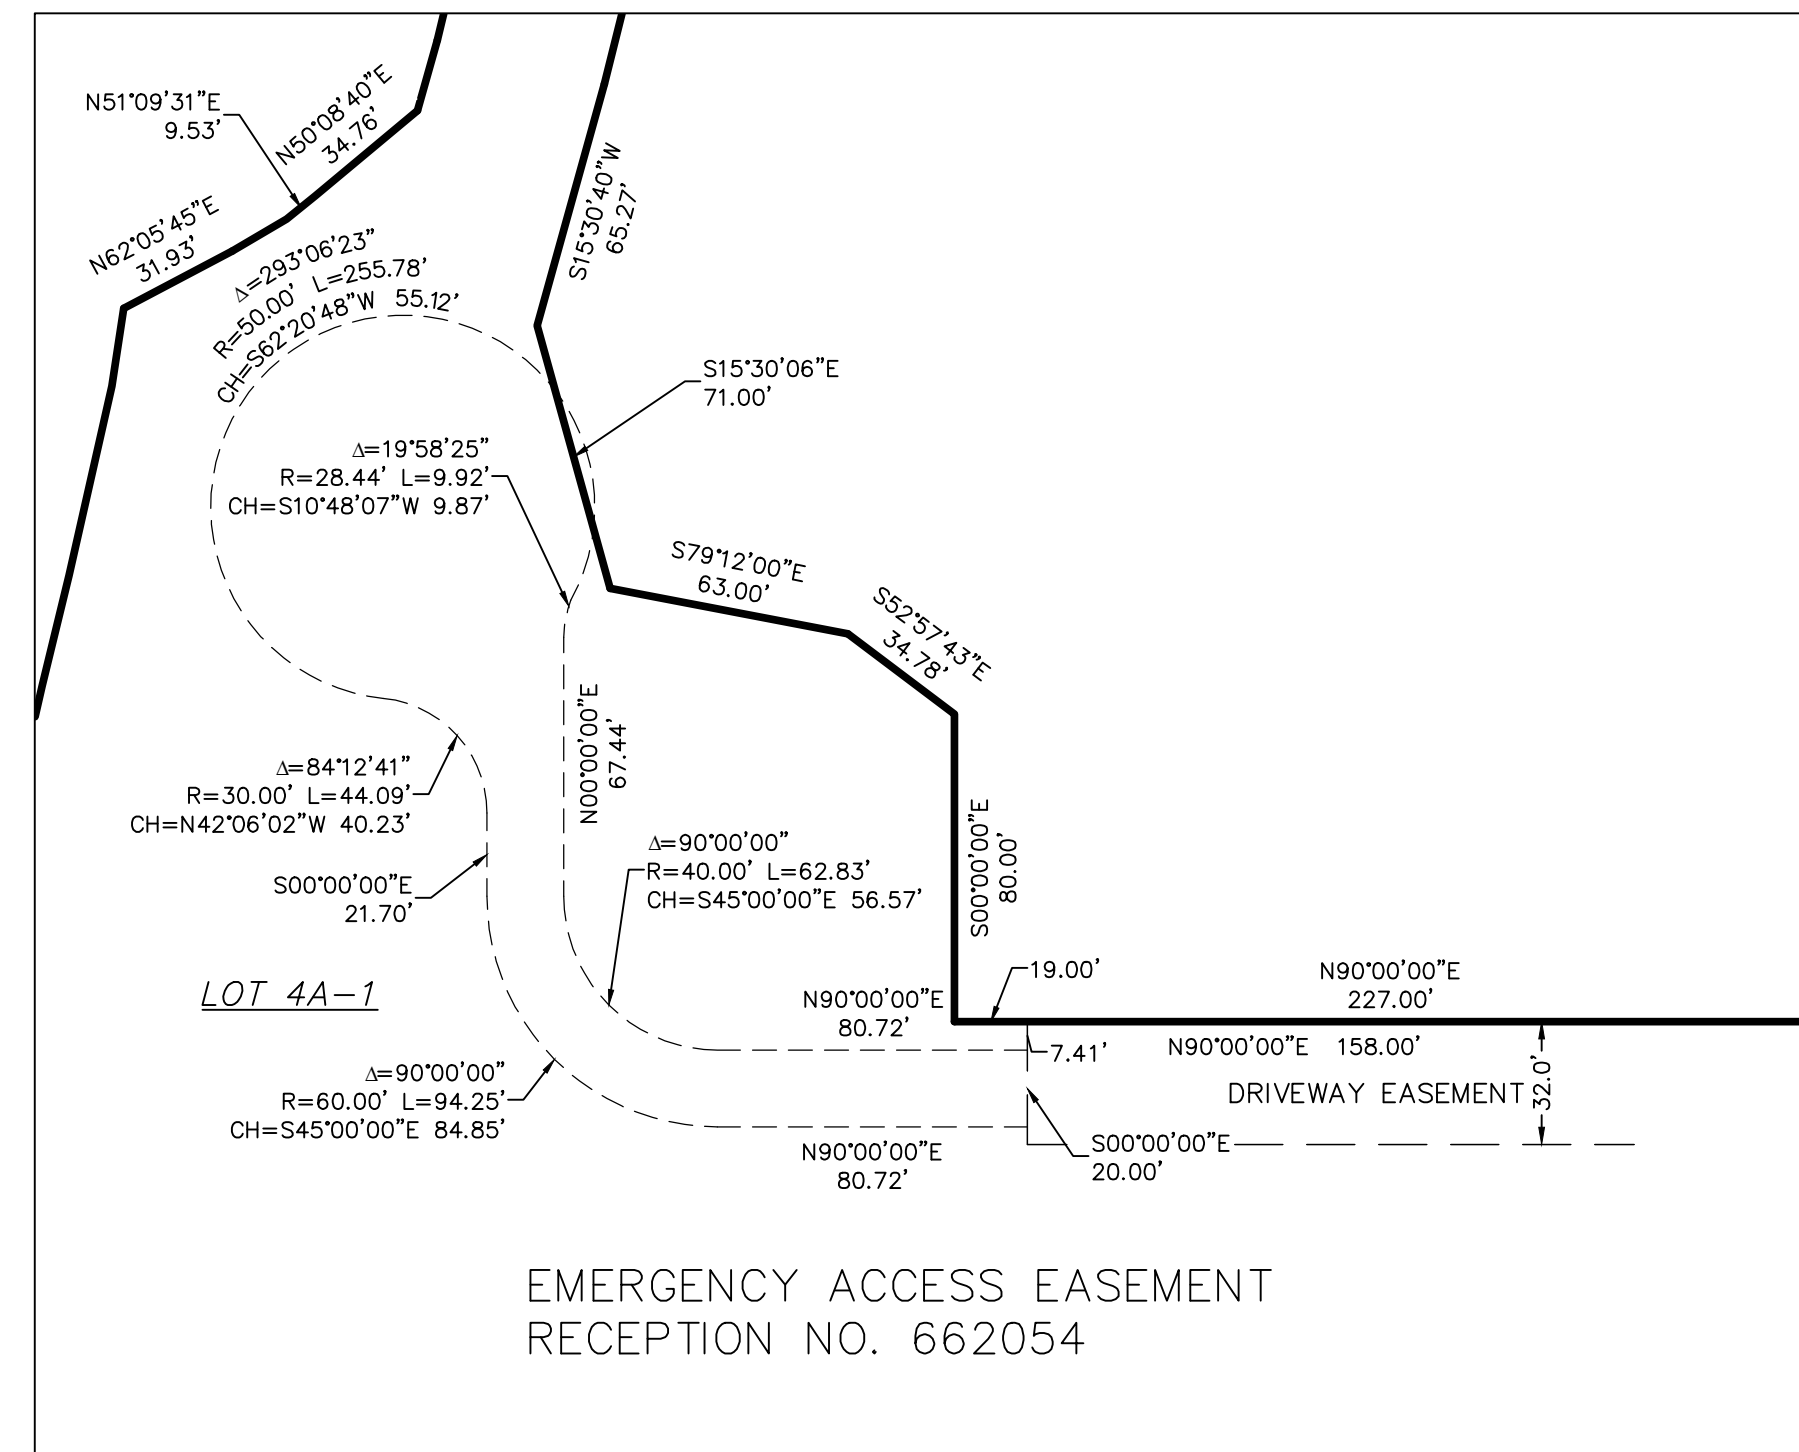 N51°09'31"E
9.53'
N50°08'40"E
34.76'
N62°05'45"E
31.93'
Δ=293°06'23"
R=50.00' L=255.78'
CH=S62°20'48"W 55.12'
S15°30'40"W
65.27'
S15°30'06"E
71.00'
Δ=19°58'25"
R=28.44' L=9.92'
CH=S10°48'07"W 9.87'
S79°12'00"E
63.00'
S52°57'43"E
34.78'
N00°00'00"E
67.44'
Δ=84°12'41"
R=30.00' L=44.09'
CH=N42°06'02"W 40.23'
S00°00'00"E
80.00'
Δ=90°00'00"
R=40.00' L=62.83'
CH=S45°00'00"E 56.57'
S00°00'00"E
21.70'
LOT 4A-1
N90°00'00"E
80.72'
19.00'
N90°00'00"E
227.00'
7.41'
N90°00'00"E 158.00'
DRIVEWAY EASEMENT
32.0'
Δ=90°00'00"
R=60.00' L=94.25'
CH=S45°00'00"E 84.85'
N90°00'00"E
80.72'
S00°00'00"E
20.00'
EMERGENCY ACCESS EASEMENT
RECEPTION NO. 662054